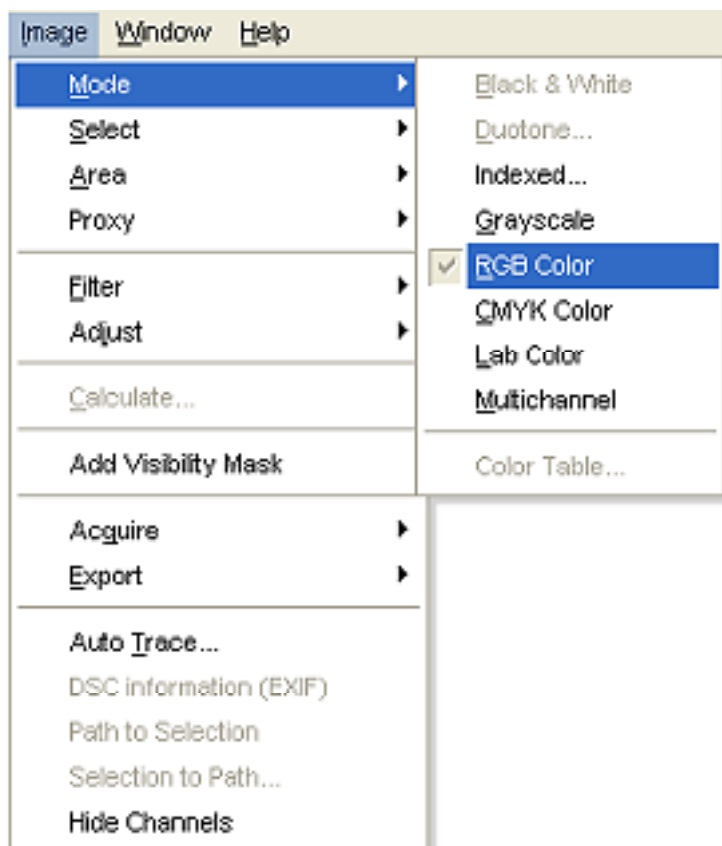 Image Window Help
Mode
Select
Area
Proxy
Filter
Adjust
Calculate...
Add Visibility Mask
Acquire
Export
Auto Trace...
DSC information (EXIF)
Path to Selection
Selection to Path...
Hide Channels
Black & White
Duotone...
Indexed...
Grayscale
RGB Color
CMYK Color
Lab Color
Multichannel
Color Table...